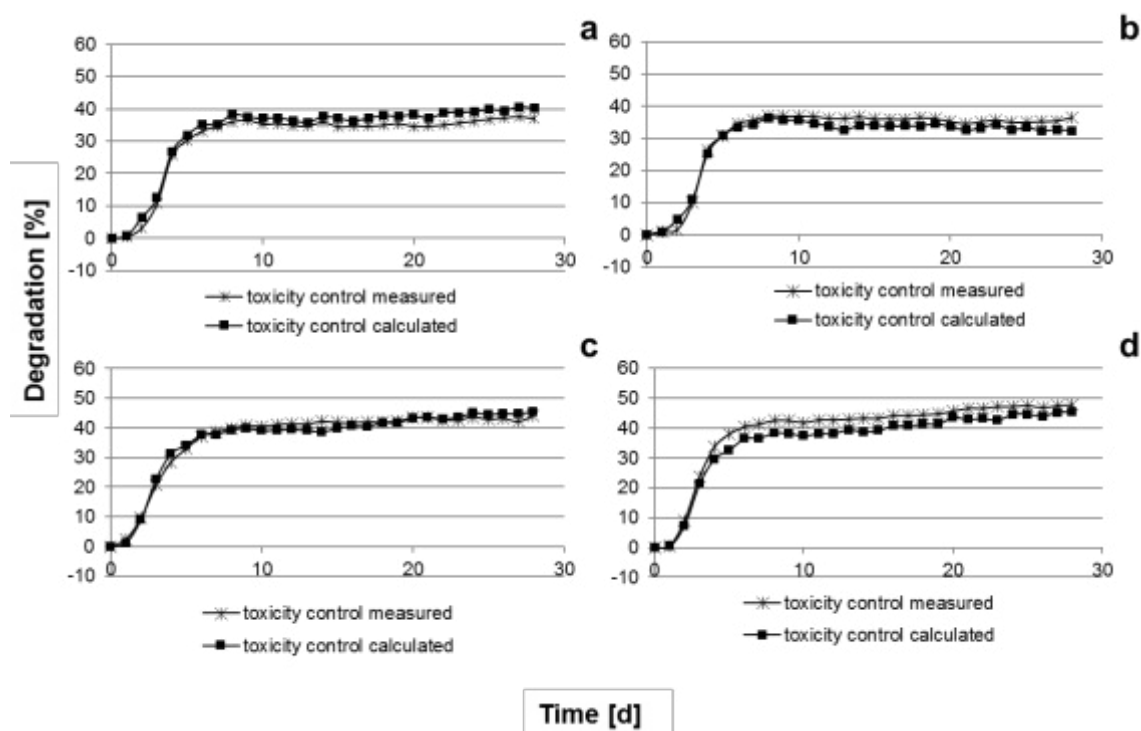 a
60
50
40
30
20
10
0
-10
0 10 20 30
toxicity control measured
toxicity control calculated
b
60
50
40
30
20
10
0
-10
0 10 20 30
toxicity control measured
toxicity control calculated
Degradation [%]
c
60
50
40
30
20
10
0
-10
0 10 20 30
toxicity control measured
toxicity control calculated
d
60
50
40
30
20
10
0
-10
0 10 20 30
toxicity control measured
toxicity control calculated
Time [d]